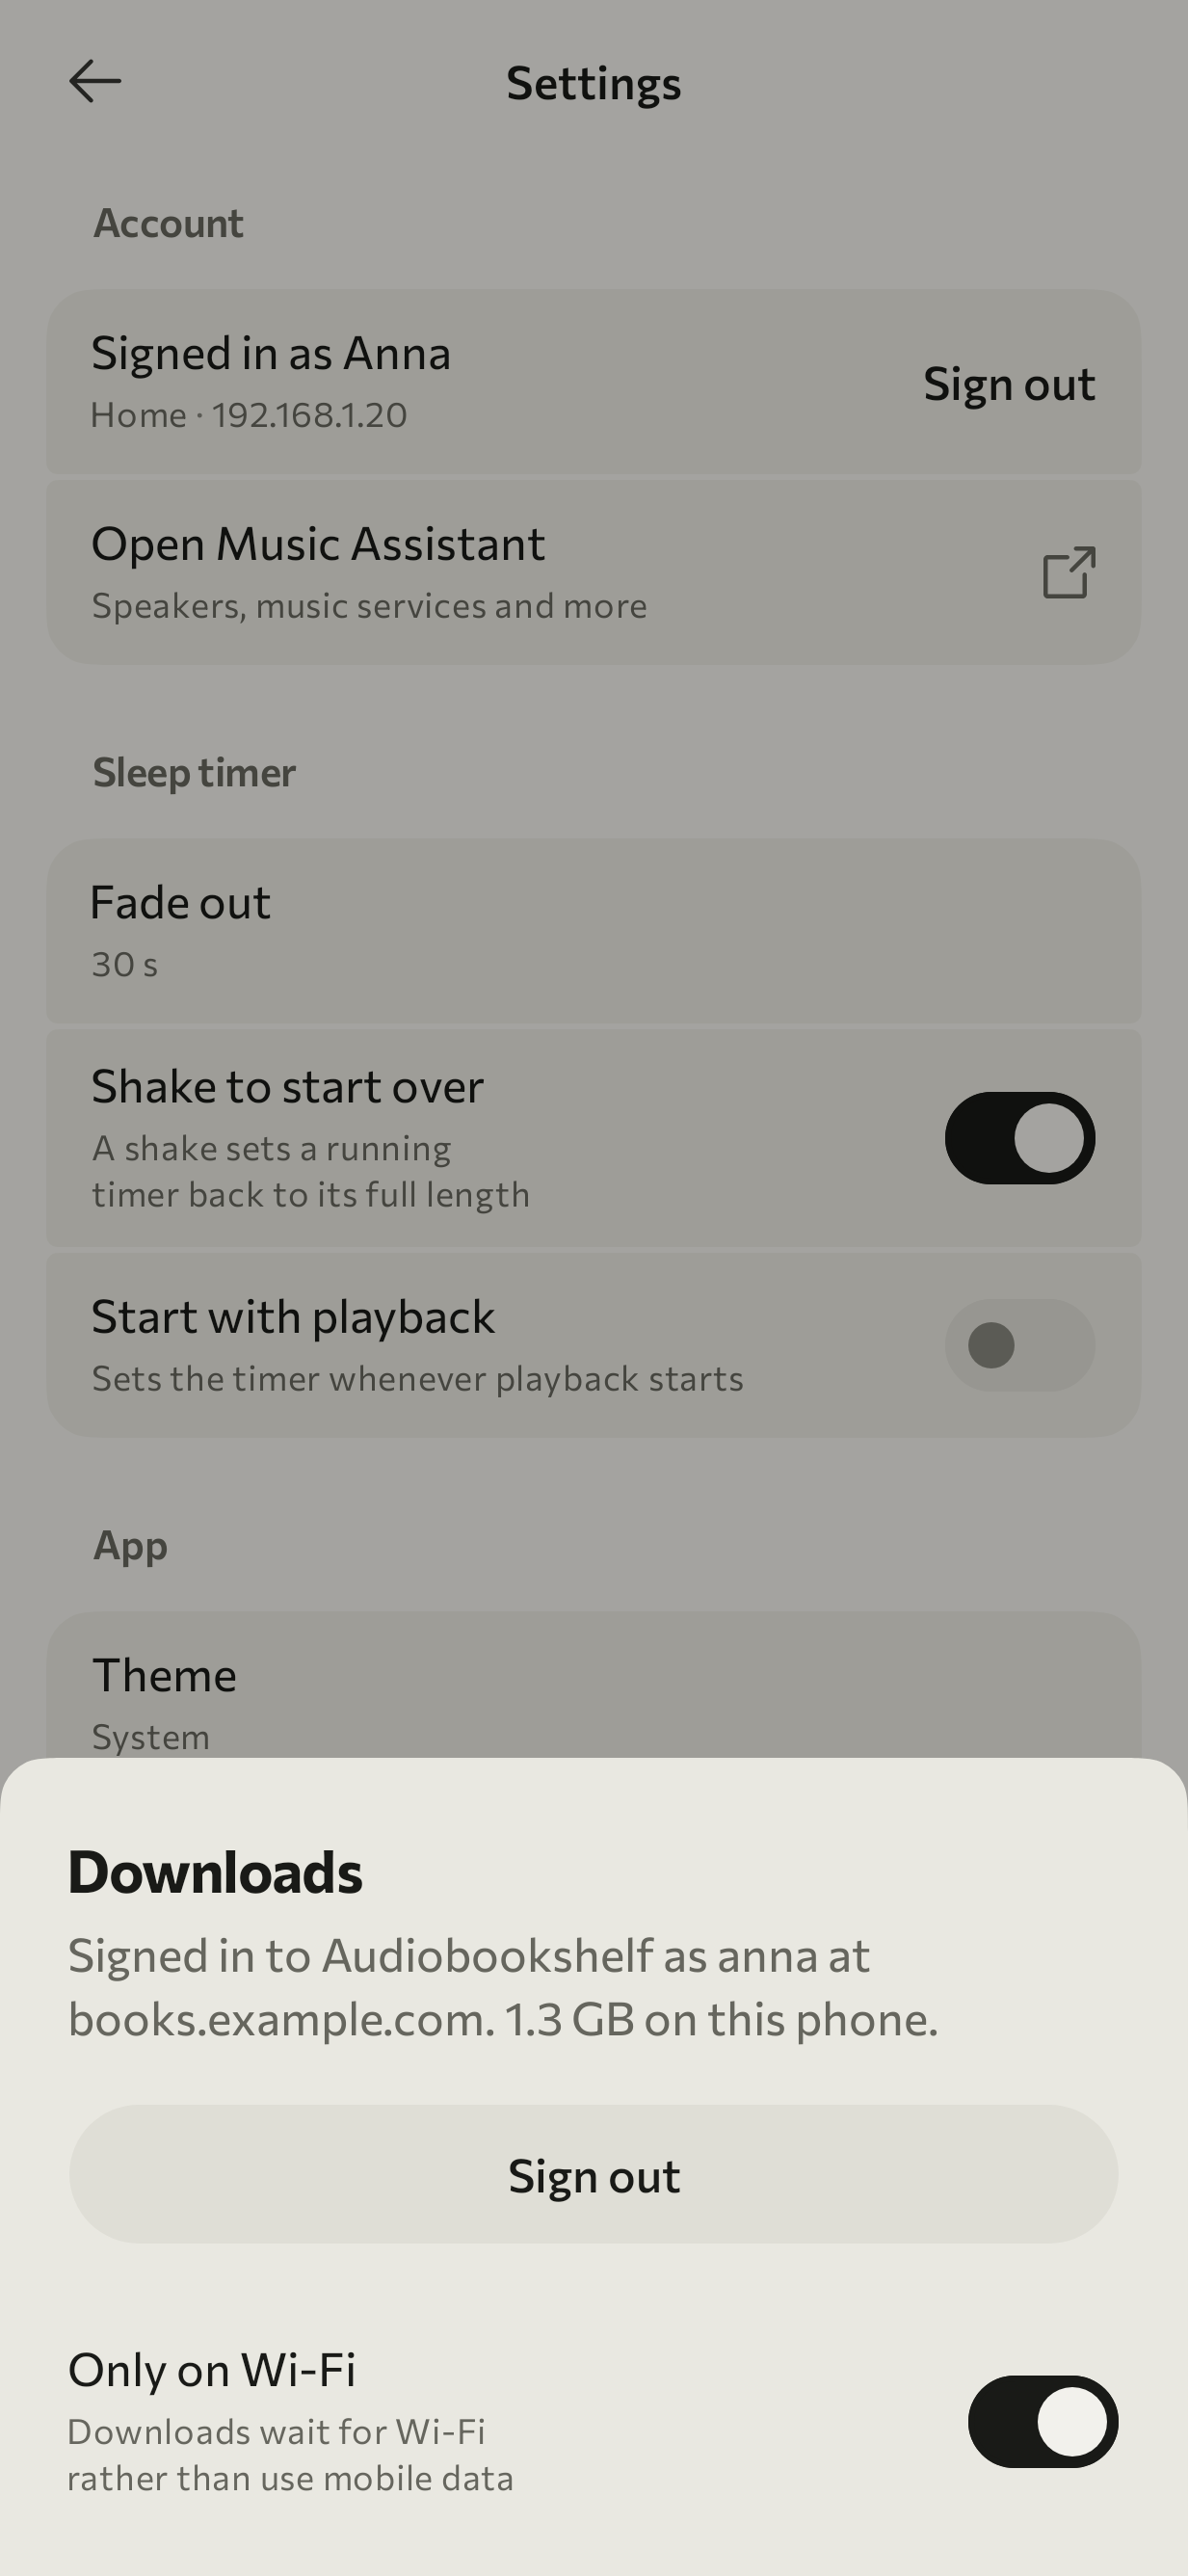 Settings
Account
Signed in as Anna
Home · 192.168.1.20
Sign out
Open Music Assistant
Speakers, music services and more
Sleep timer
Fade out
30 s
Shake to start over
A shake sets a running
timer back to its full length
Start with playback
Sets the timer whenever playback starts
App
Theme
System
Downloads
Signed in to Audiobookshelf as anna at
books.example.com. 1.3 GB on this phone.
Sign out
Only on Wi-Fi
Downloads wait for Wi-Fi
rather than use mobile data